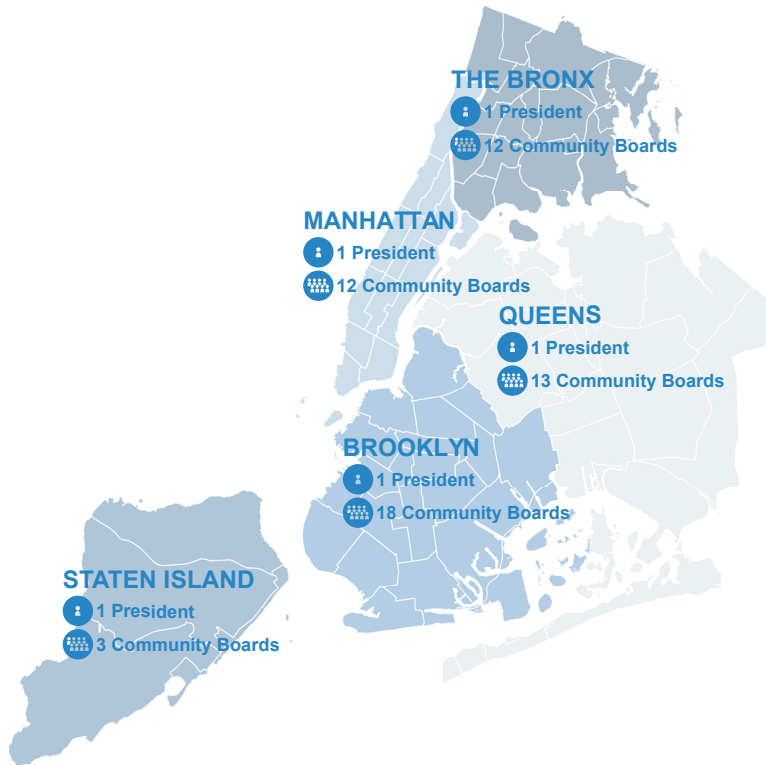 THE BRONX
1 President
12 Community Boards
MANHATTAN
1 President
12 Community Boards
QUEENS
1 President
13 Community Boards
BROOKLYN
1 President
18 Community Boards
STATEN ISLAND
1 President
3 Community Boards